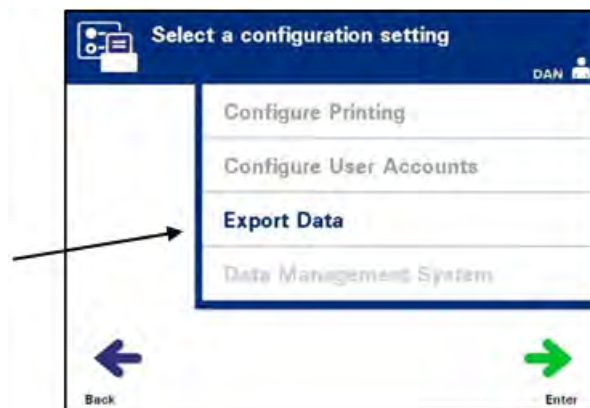 Select a configuration setting
DAN
Configure Printing
Configure User Accounts
Export Data
Data Management System
Back
Enter